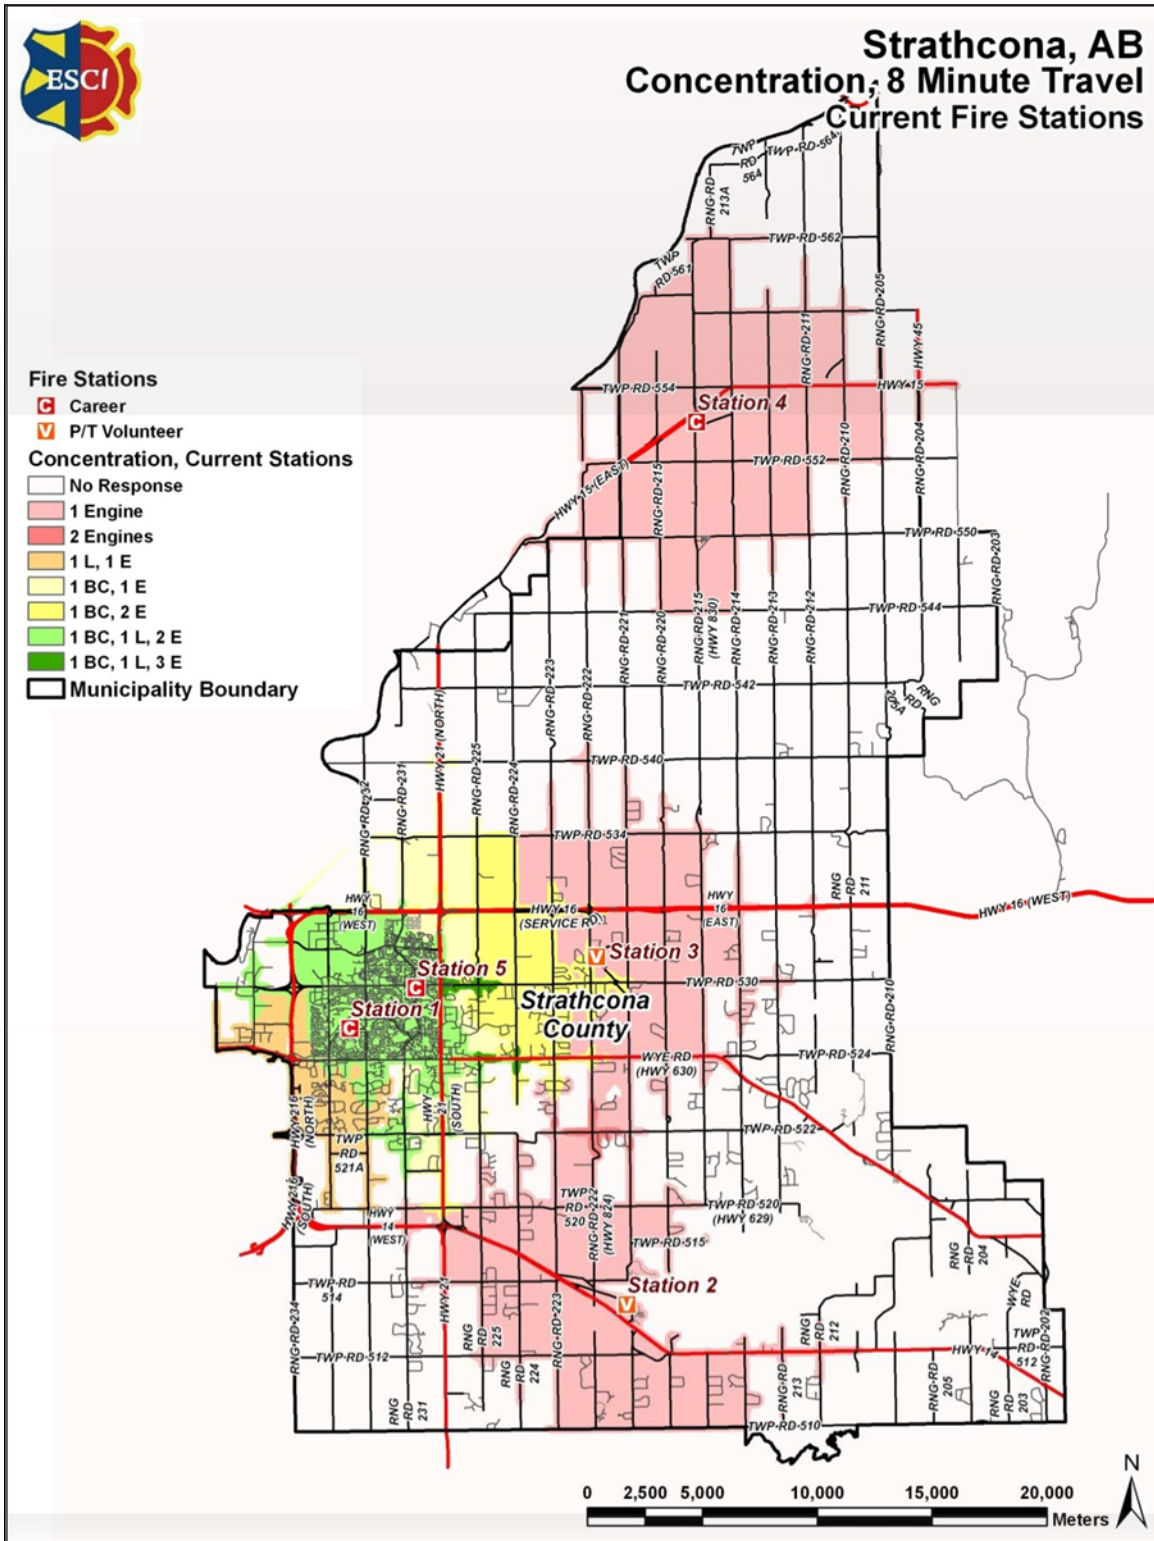 ESCI
Strathcona, AB
Concentration, 8 Minute Travel
Current Fire Stations
Fire Stations
C Career
V P/T Volunteer
Concentration, Current Stations
No Response
1 Engine
2 Engines
1 L, 1 E
1 BC, 1 E
1 BC, 2 E
1 BC, 1 L, 2 E
1 BC, 1 L, 3 E
Municipality Boundary
TWP
RD
564
TWP RD 564
RNG RD
213A
TWP RD 562
TWP
RD 561
RNG RD 205
HWY 45
RNG RD 211
TWP RD 554
HWY 15
Station 4
C
RNG RD 210
RNG RD 204
TWP RD 552
HWY 15 (EAST)
RNG RD 215
TWP RD 550
RNG RD 203
TWP RD 544
RNG RD 221
RNG RD 220
RNG RD 215
(HWY 830)
RNG RD 214
RNG RD 213
RNG RD 212
RNG RD 223
RNG RD 222
TWP RD 542
RNG
RD
205A
HWY 21 (NORTH)
TWP RD 540
RNG RD 232
RNG RD 231
RNG RD 225
RNG RD 224
TWP RD 534
RNG
RD
211
HWY
16
(WEST)
HWY 16
(SERVICE RD)
HWY
16
(EAST)
HWY 16 (WEST)
Station 3
V
Station 5
C
TWP RD 530
Station 1
C
Strathcona
County
RNG RD 210
WYE RD
(HWY 630)
TWP RD 524
HWY 216
(NORTH)
HWY
21
(SOUTH)
TWP RD 522
TWP
RD
521A
HWY 216
(SOUTH)
HWY
14
(WEST)
TWP
RD
520
RNG RD 222
(HWY 824)
TWP RD 520
(HWY 629)
TWP RD 515
RNG
RD
204
Station 2
V
TWP RD
514
HWY 21
WYE
RD
RNG RD 234
RNG
RD
225
RNG RD 223
RNG
RD
212
RNG RD 202
TWP
RD
512
HWY 14
TWP RD 512
RNG
RD
224
RNG RD
213
RNG RD
205
RNG
RD
203
RNG
RD
231
TWP RD 510
N
0 2,500 5,000 10,000 15,000 20,000
Meters